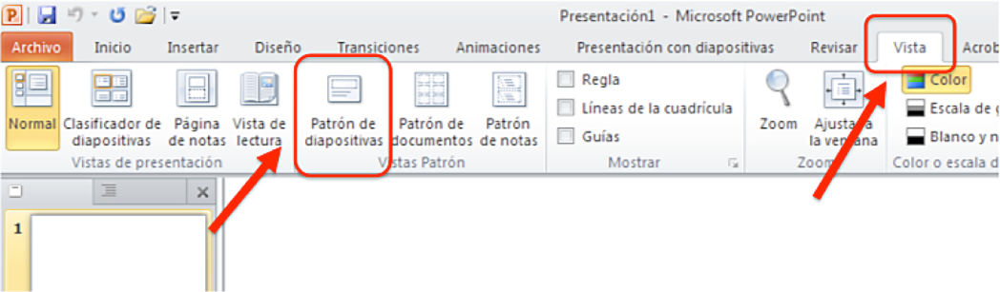 Presentación1 - Microsoft PowerPoint
Archivo Inicio Insertar Diseño Transiciones Animaciones Presentación con diapositivas Revisar Vista Acrob
Normal
Clasificador de diapositivas
Página de notas
Vista de lectura
Vistas de presentación
Patrón de diapositivas
Patrón de documentos
Patrón de notas
Vistas Patrón
Regla
Líneas de la cuadrícula
Guías
Mostrar
Zoom
Ajustar a la ventana
Zoom
Color
Escala de g
Blanco y n
Color o escala d
1